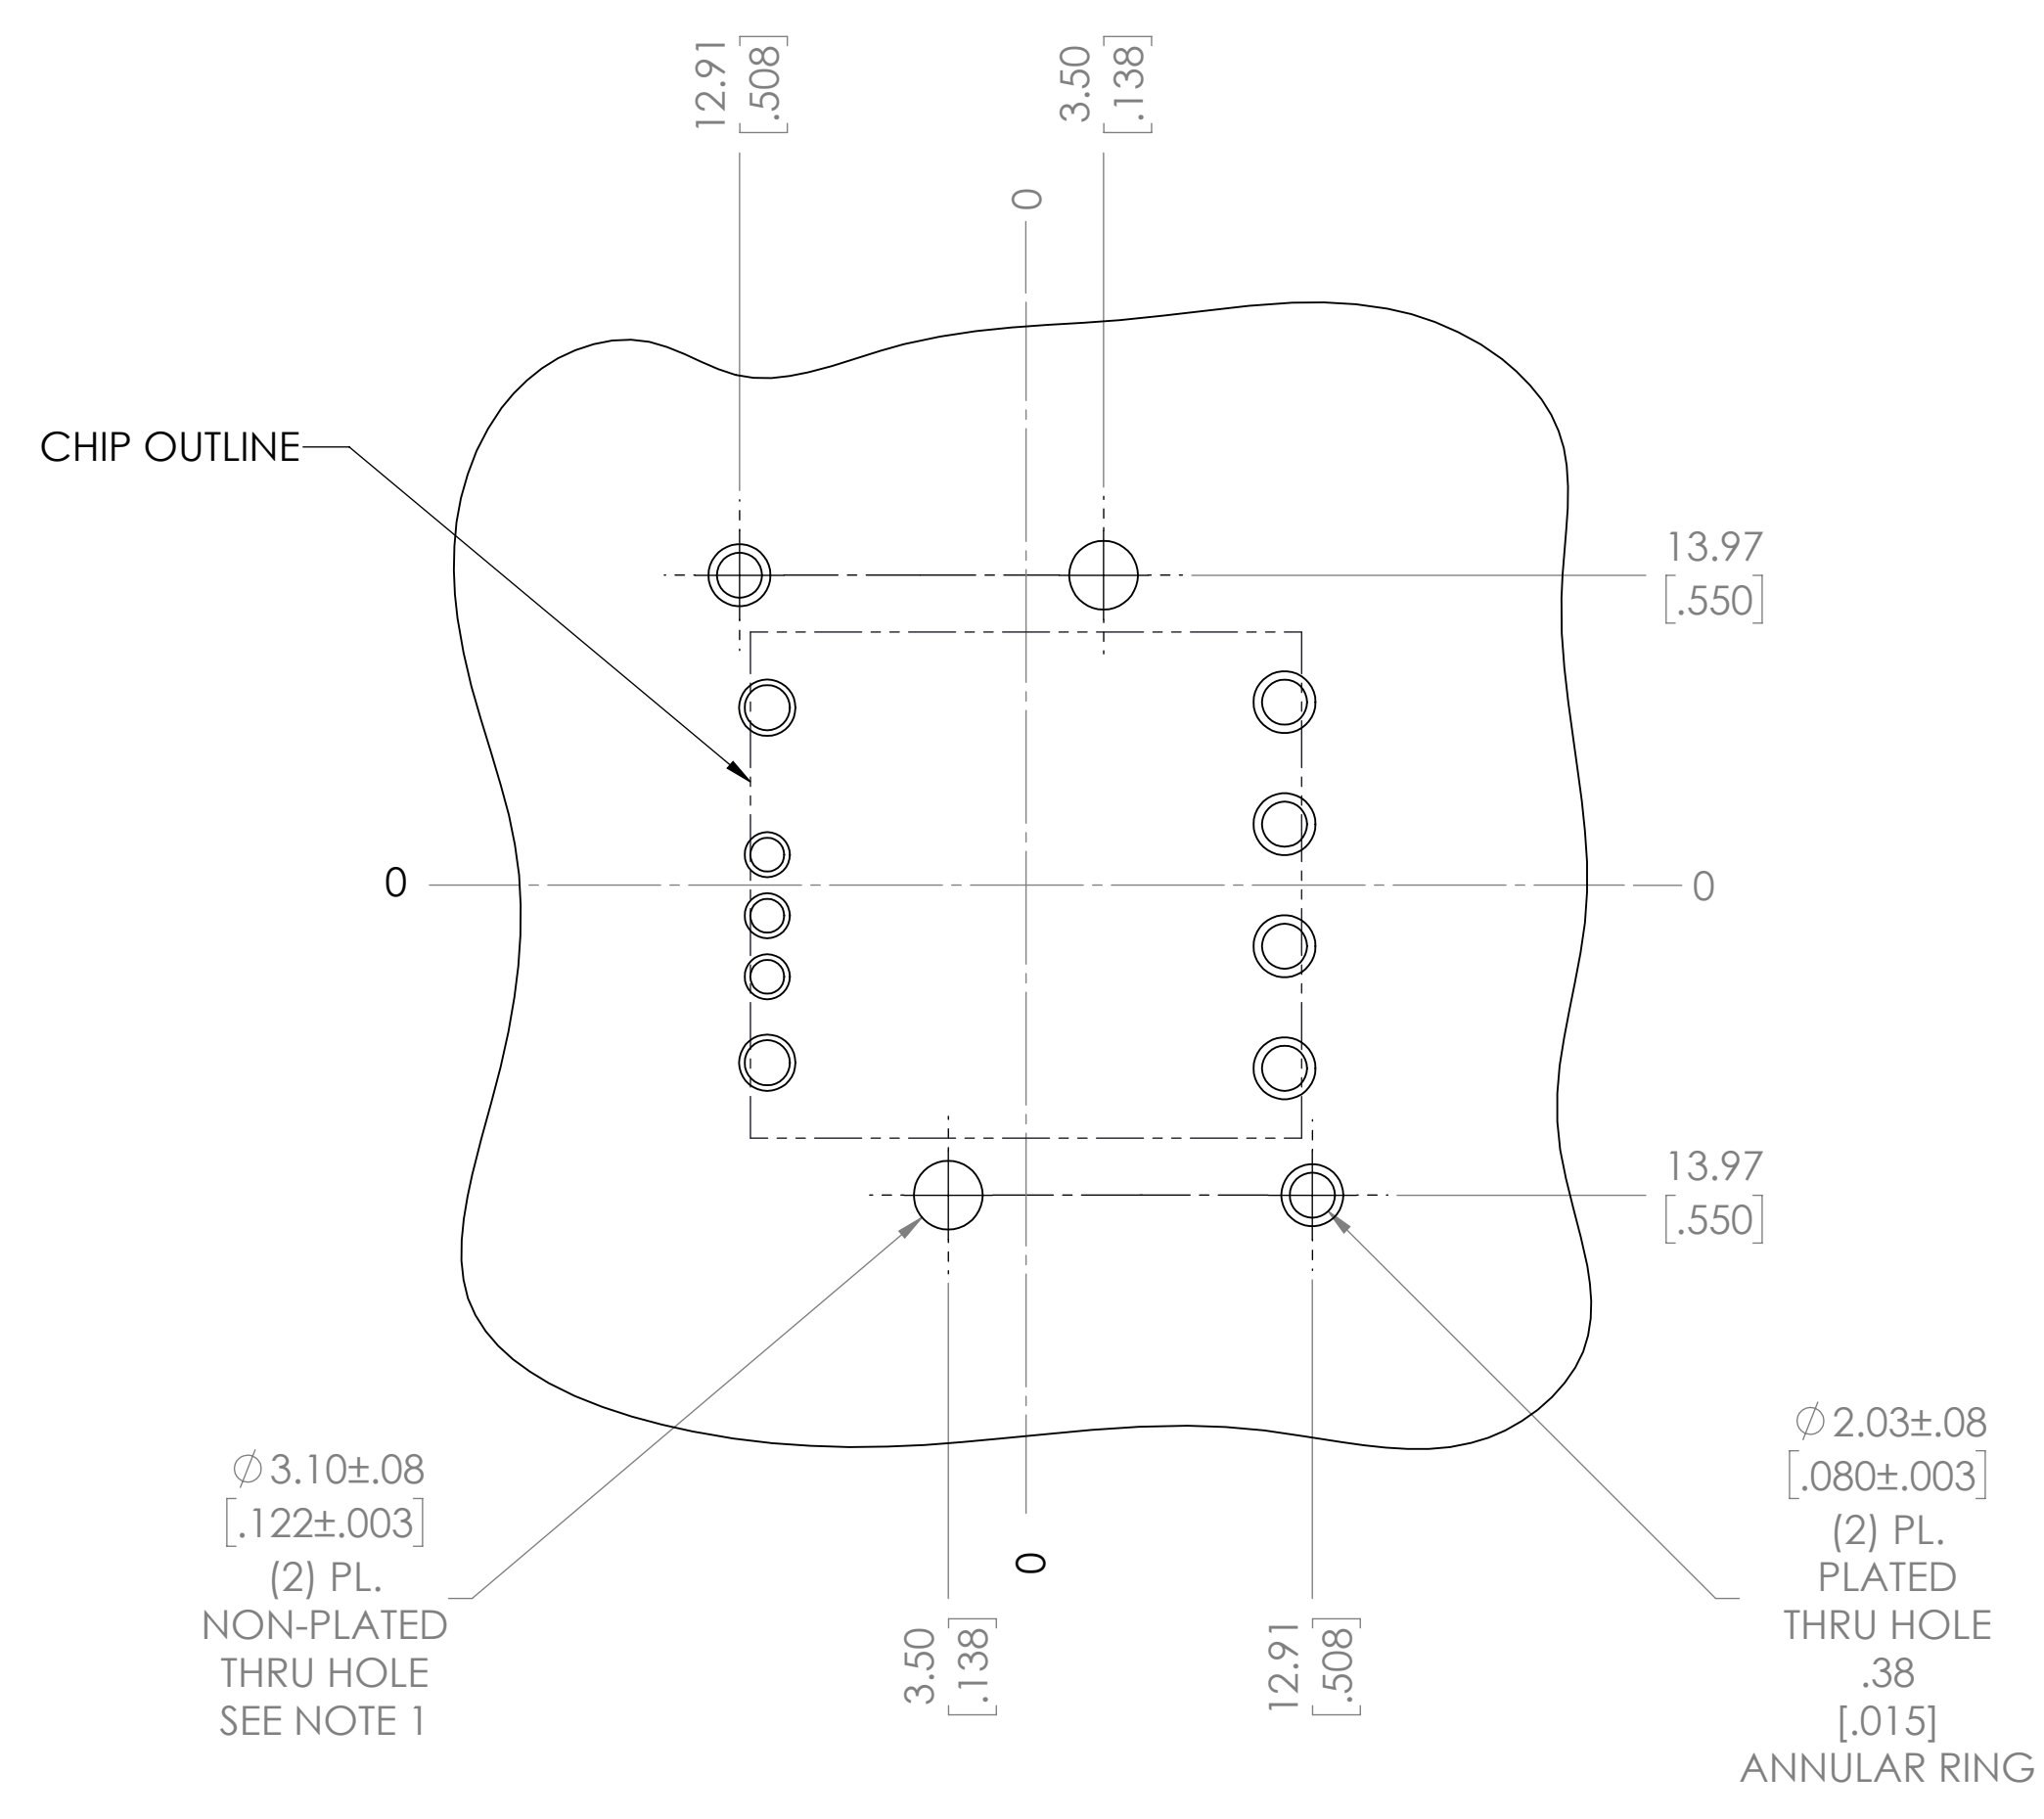 12.91
[.508]
3.50
[.138]
0
CHIP OUTLINE
13.97
[.550]
0
0
13.97
[.550]
⌀3.10±.08
[.122±.003]
(2) PL.
NON-PLATED
THRU HOLE
SEE NOTE 1
0
3.50
[.138]
12.91
[.508]
⌀2.03±.08
[.080±.003]
(2) PL.
PLATED
THRU HOLE
.38
[.015]
ANNULAR RING